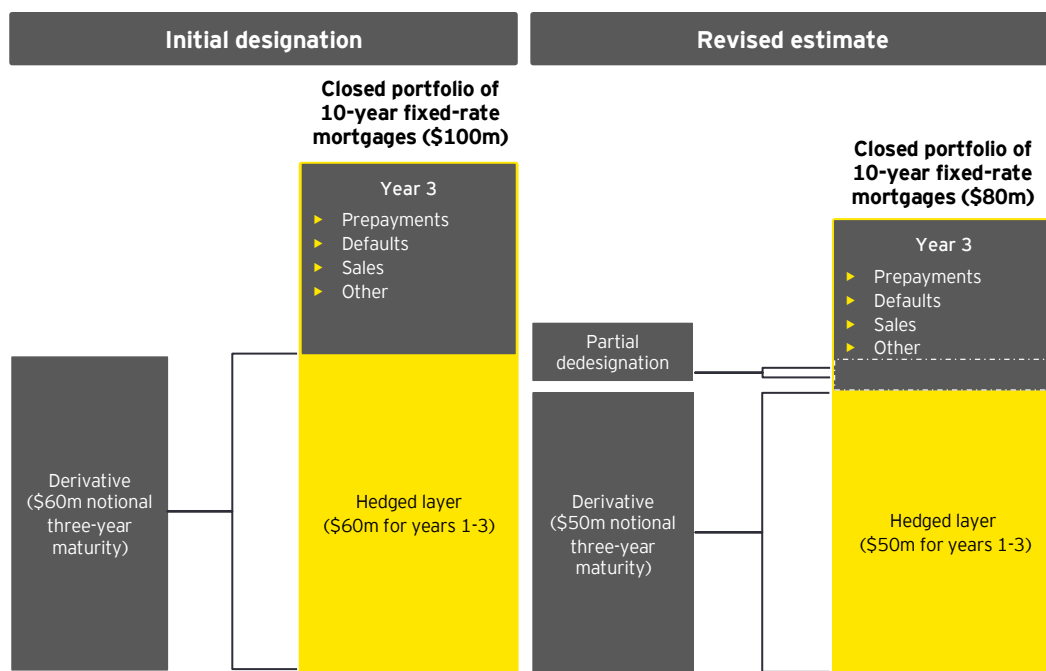 Initial designation
Closed portfolio of
10-year fixed-rate
mortgages ($100m)
Year 3
► Prepayments
► Defaults
► Sales
► Other
Derivative
($60m notional
three-year
maturity)
Hedged layer
($60m for years 1-3)
Revised estimate
Closed portfolio of
10-year fixed-rate
mortgages ($80m)
Year 3
► Prepayments
► Defaults
► Sales
► Other
Partial
dedesignation
Derivative
($50m notional
three-year
maturity)
Hedged layer
($50m for years 1-3)